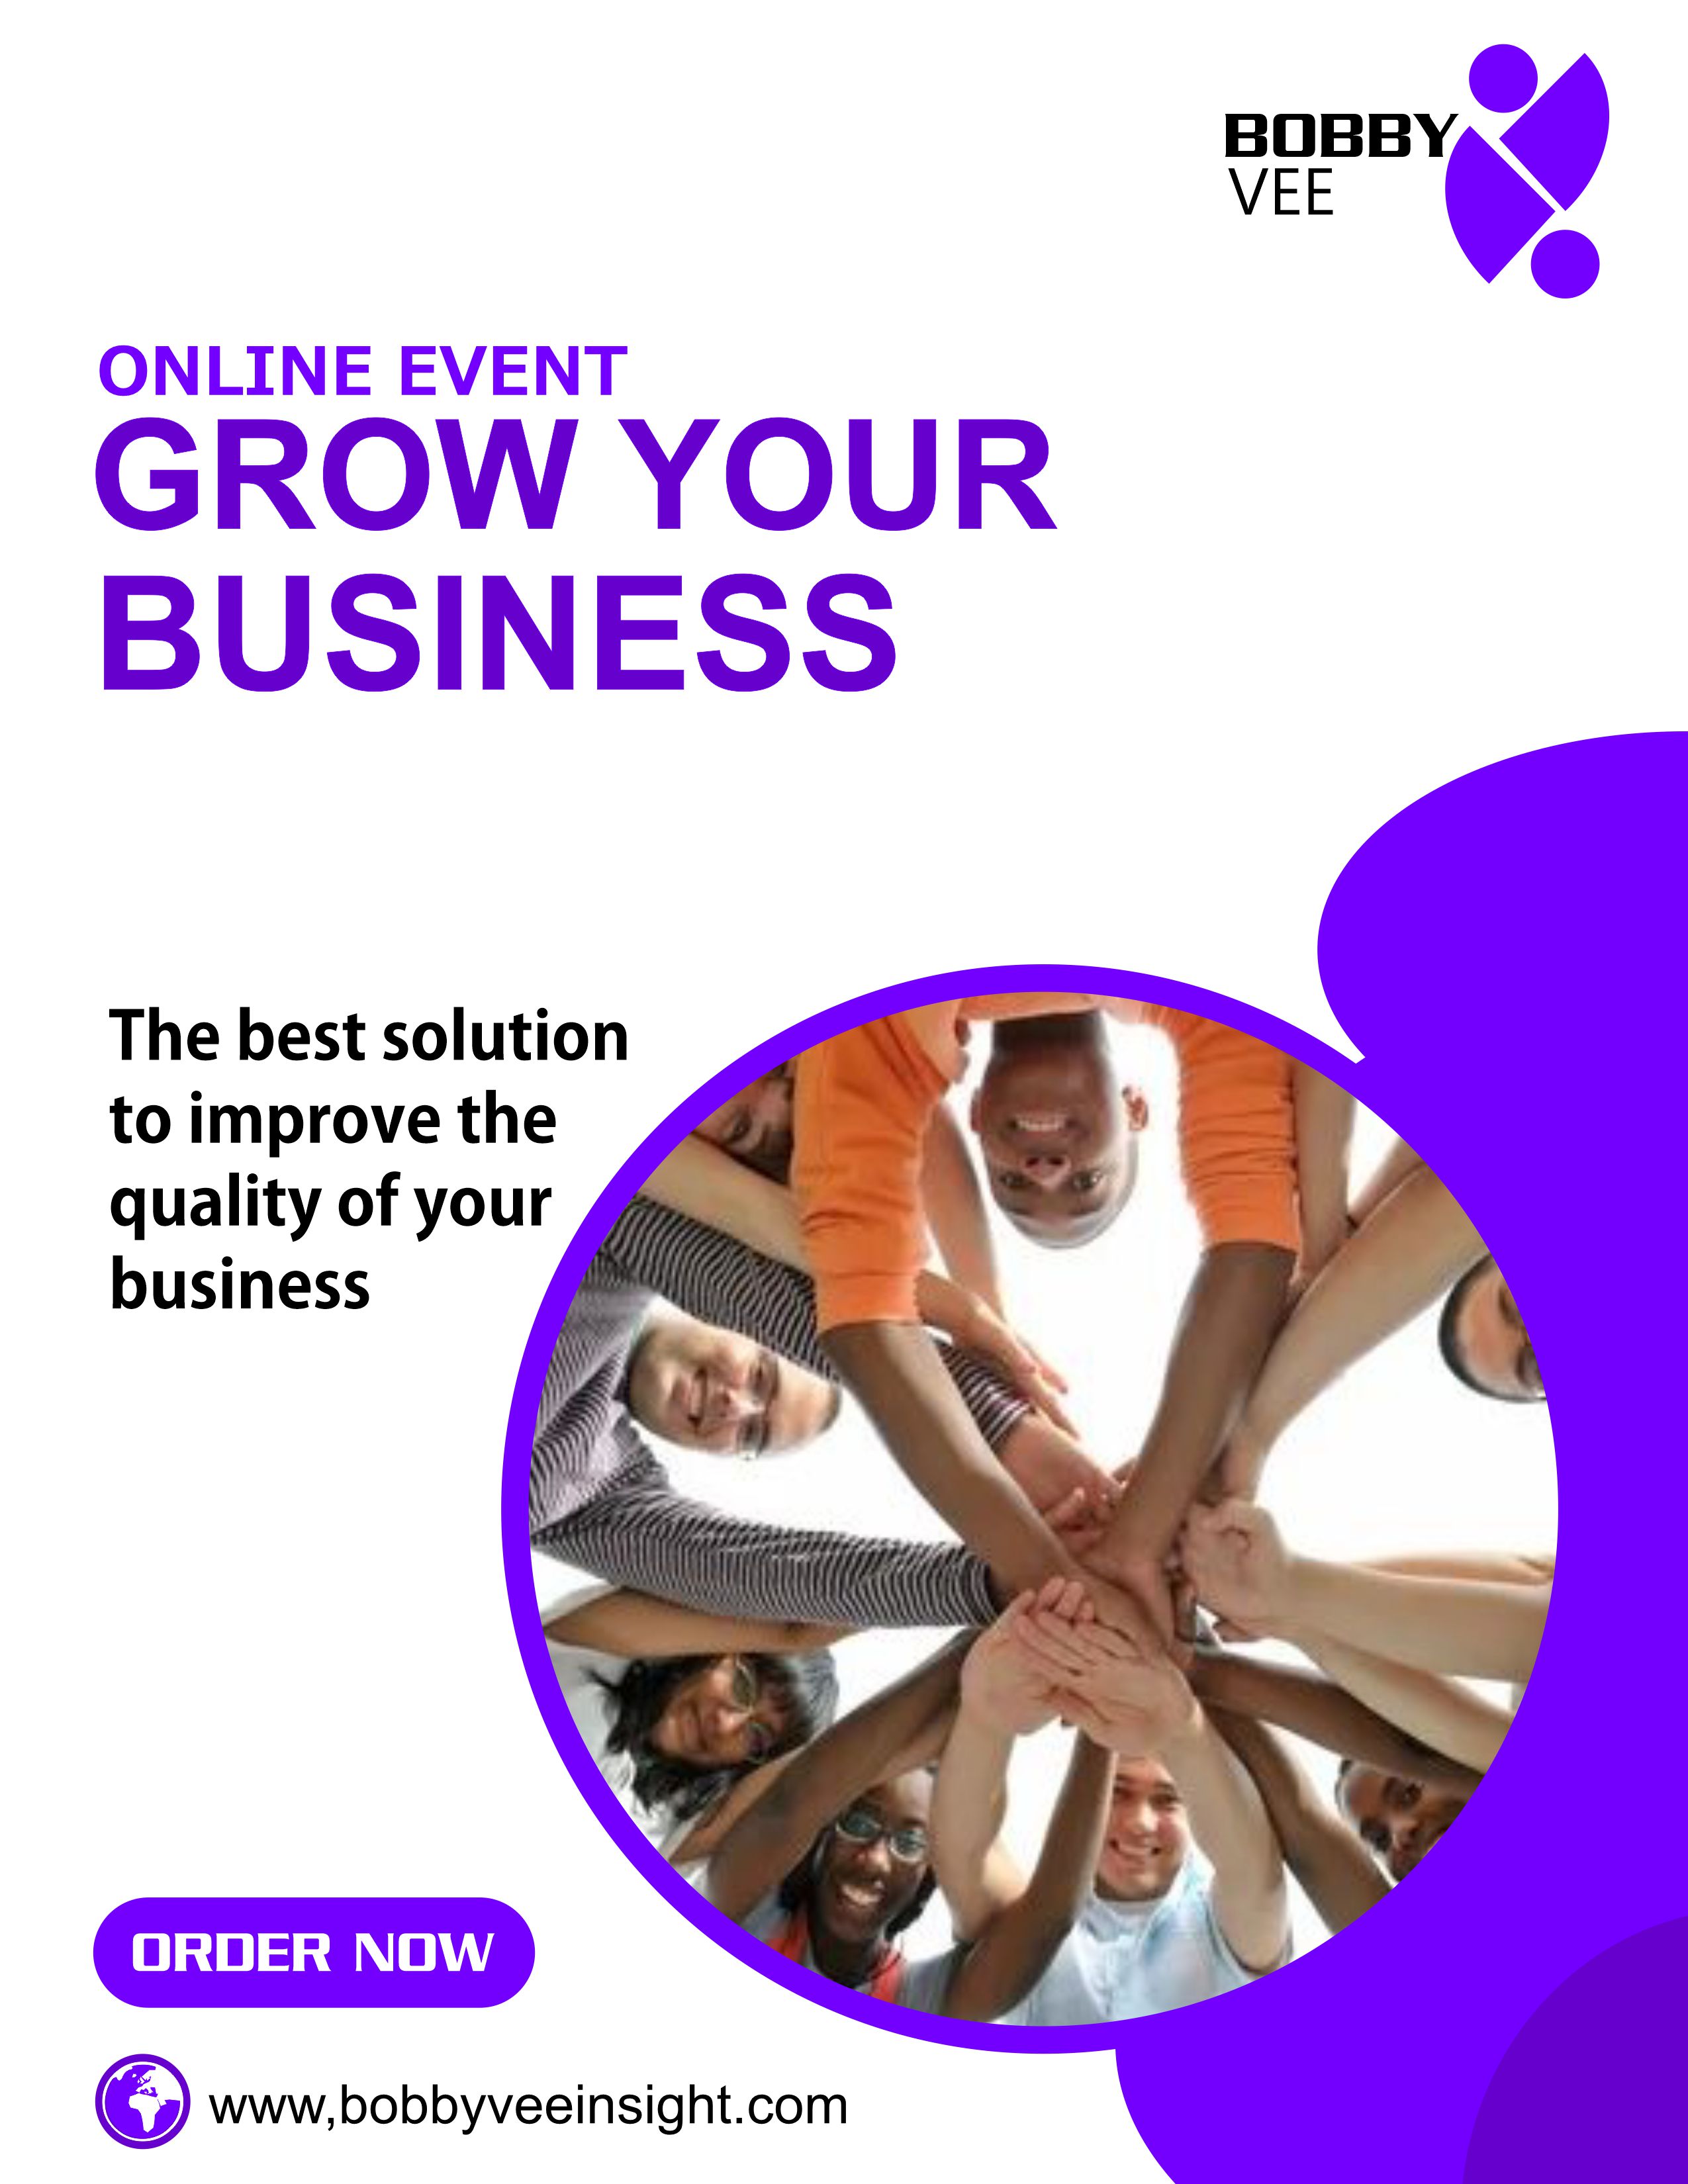 BOBBY
VEE
ONLINE EVENT
GROW YOUR
BUSINESS
The best solution
to improve the
quality of your
business
ORDER NOW
www,bobbyveeinsight.com